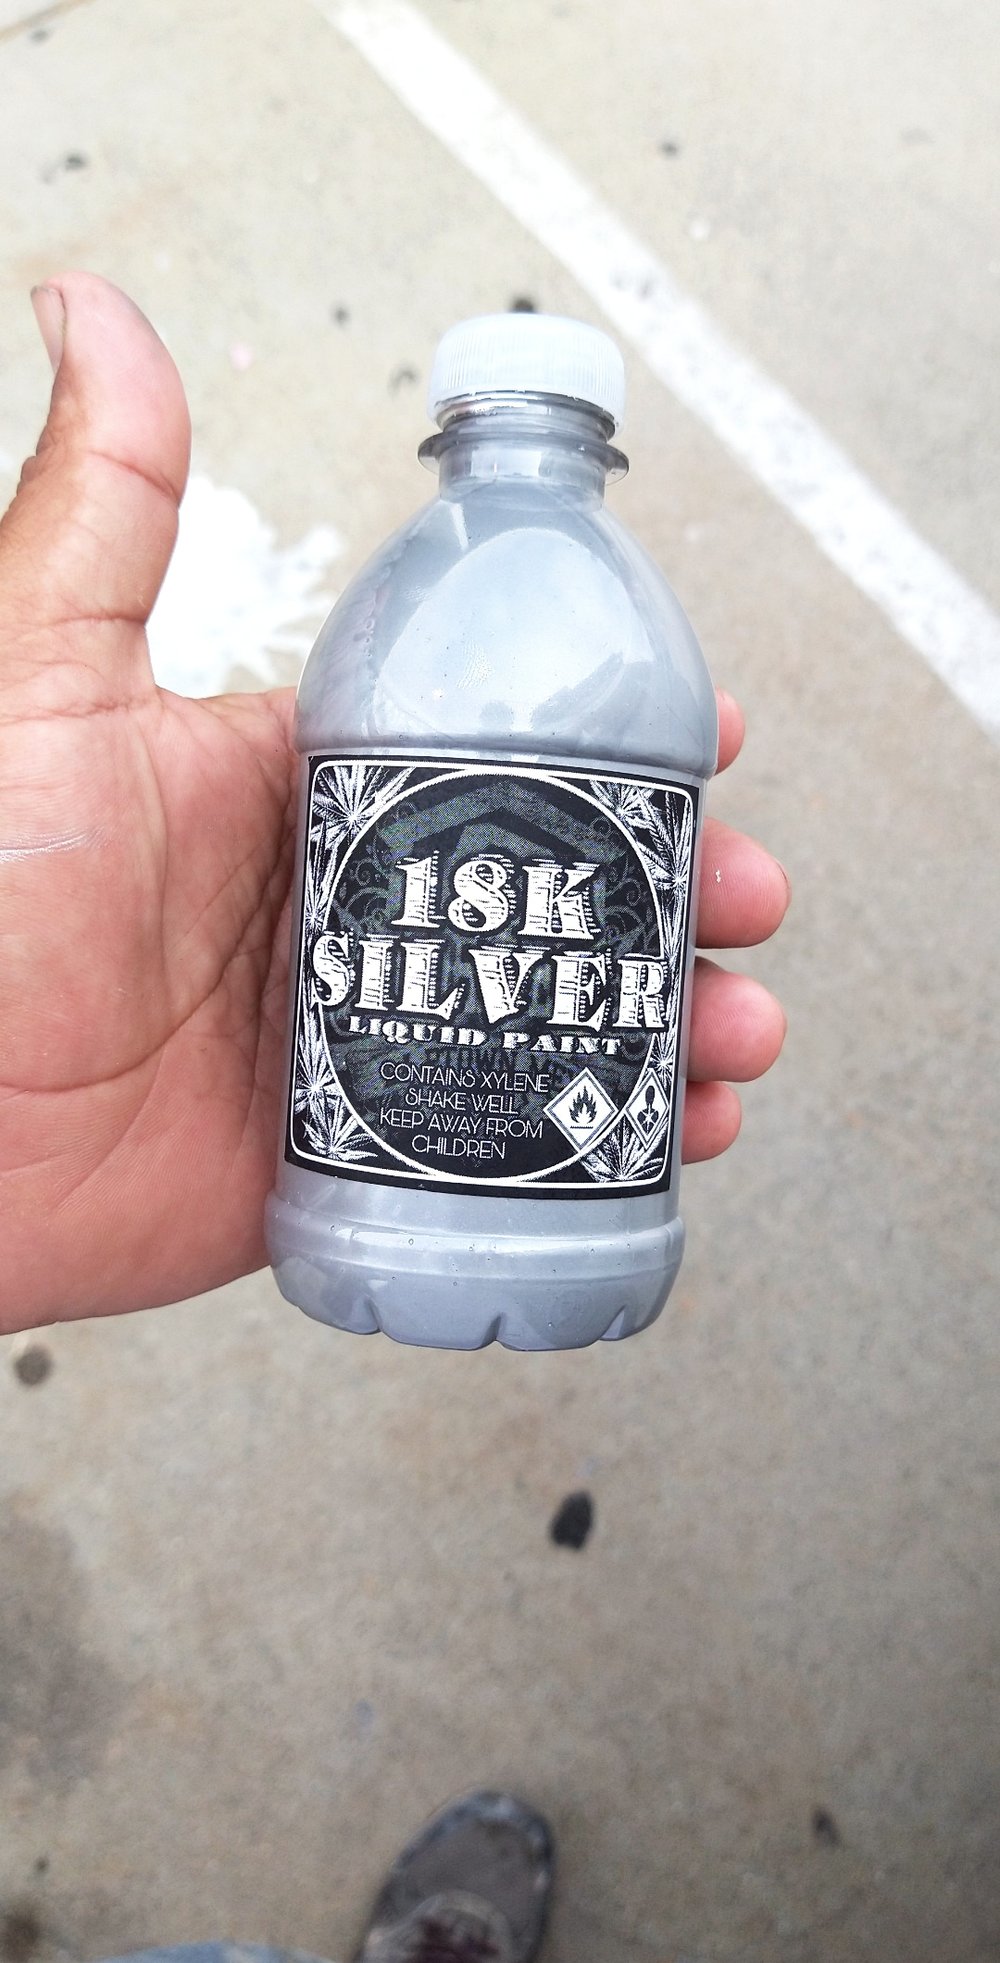 18K
SILVER
LIQUID PAINT
CONTAINS XYLENE
SHAKE WELL
KEEP AWAY FROM
CHILDREN